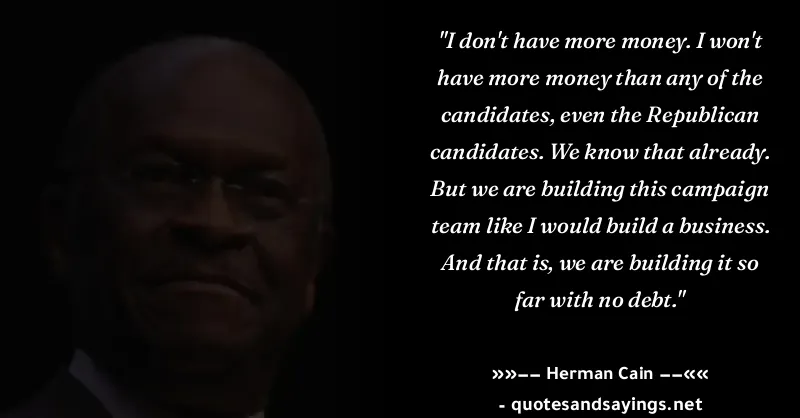 "I don't have more money. I won't
have more money than any of the
candidates, even the Republican
candidates. We know that already.
But we are building this campaign
team like I would build a business.
And that is, we are building it so
far with no debt."
»»–– Herman Cain ––««
- quotesandsayings.net